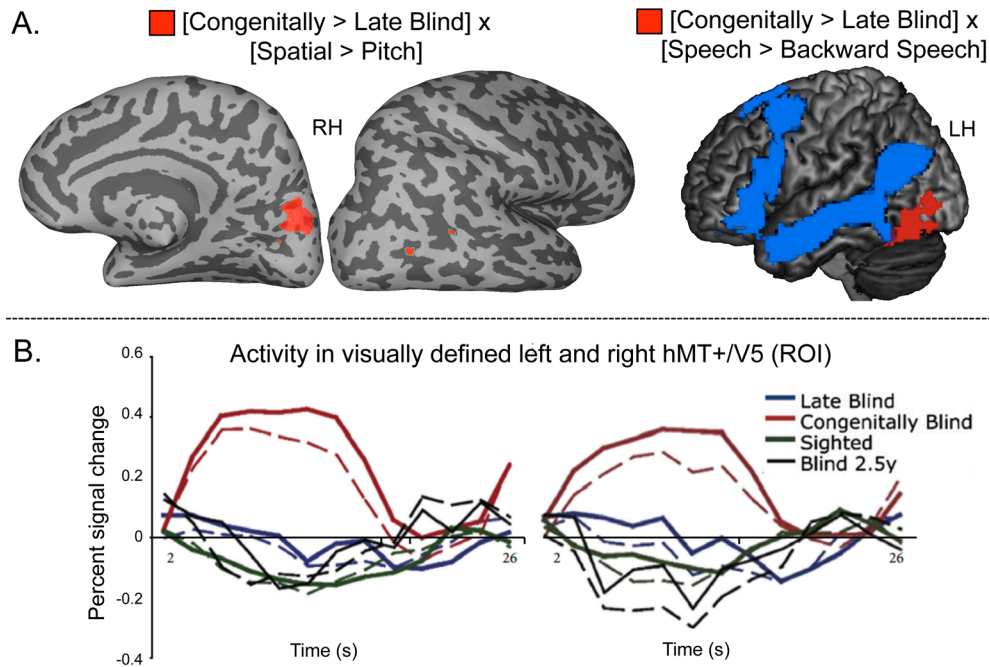 A.
[Congenitally > Late Blind] x
[Spatial > Pitch]
[Congenitally > Late Blind] x
[Speech > Backward Speech]
RH
LH
B.
Activity in visually defined left and right hMT+/V5 (ROI)
Percent signal change
0.6
0.4
0.2
0
-0.2
-0.4
Late Blind
Congenitally Blind
Sighted
Blind 2.5y
2
26
2
26
Time (s)
Time (s)